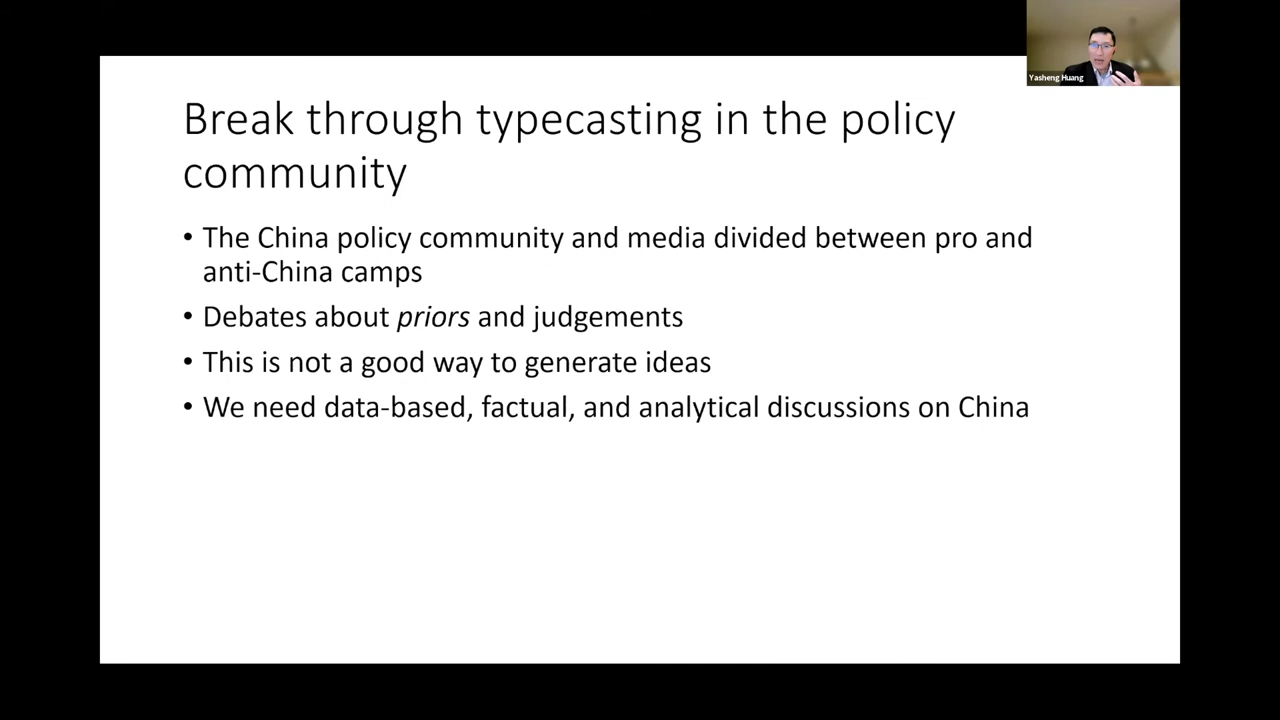 Yasheng Huang
Break through typecasting in the policy
community
• The China policy community and media divided between pro and
anti-China camps
• Debates about priors and judgements
• This is not a good way to generate ideas
• We need data-based, factual, and analytical discussions on China